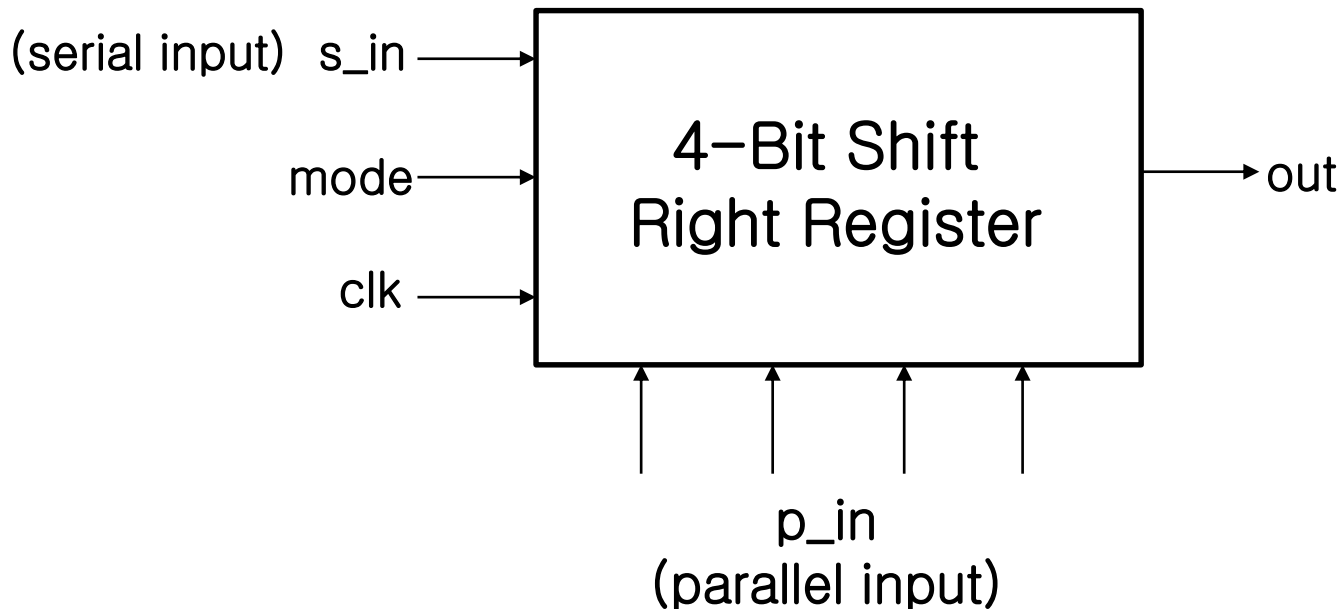 (serial input) s_in
mode
clk
4-Bit Shift
Right Register
out
p_in
(parallel input)